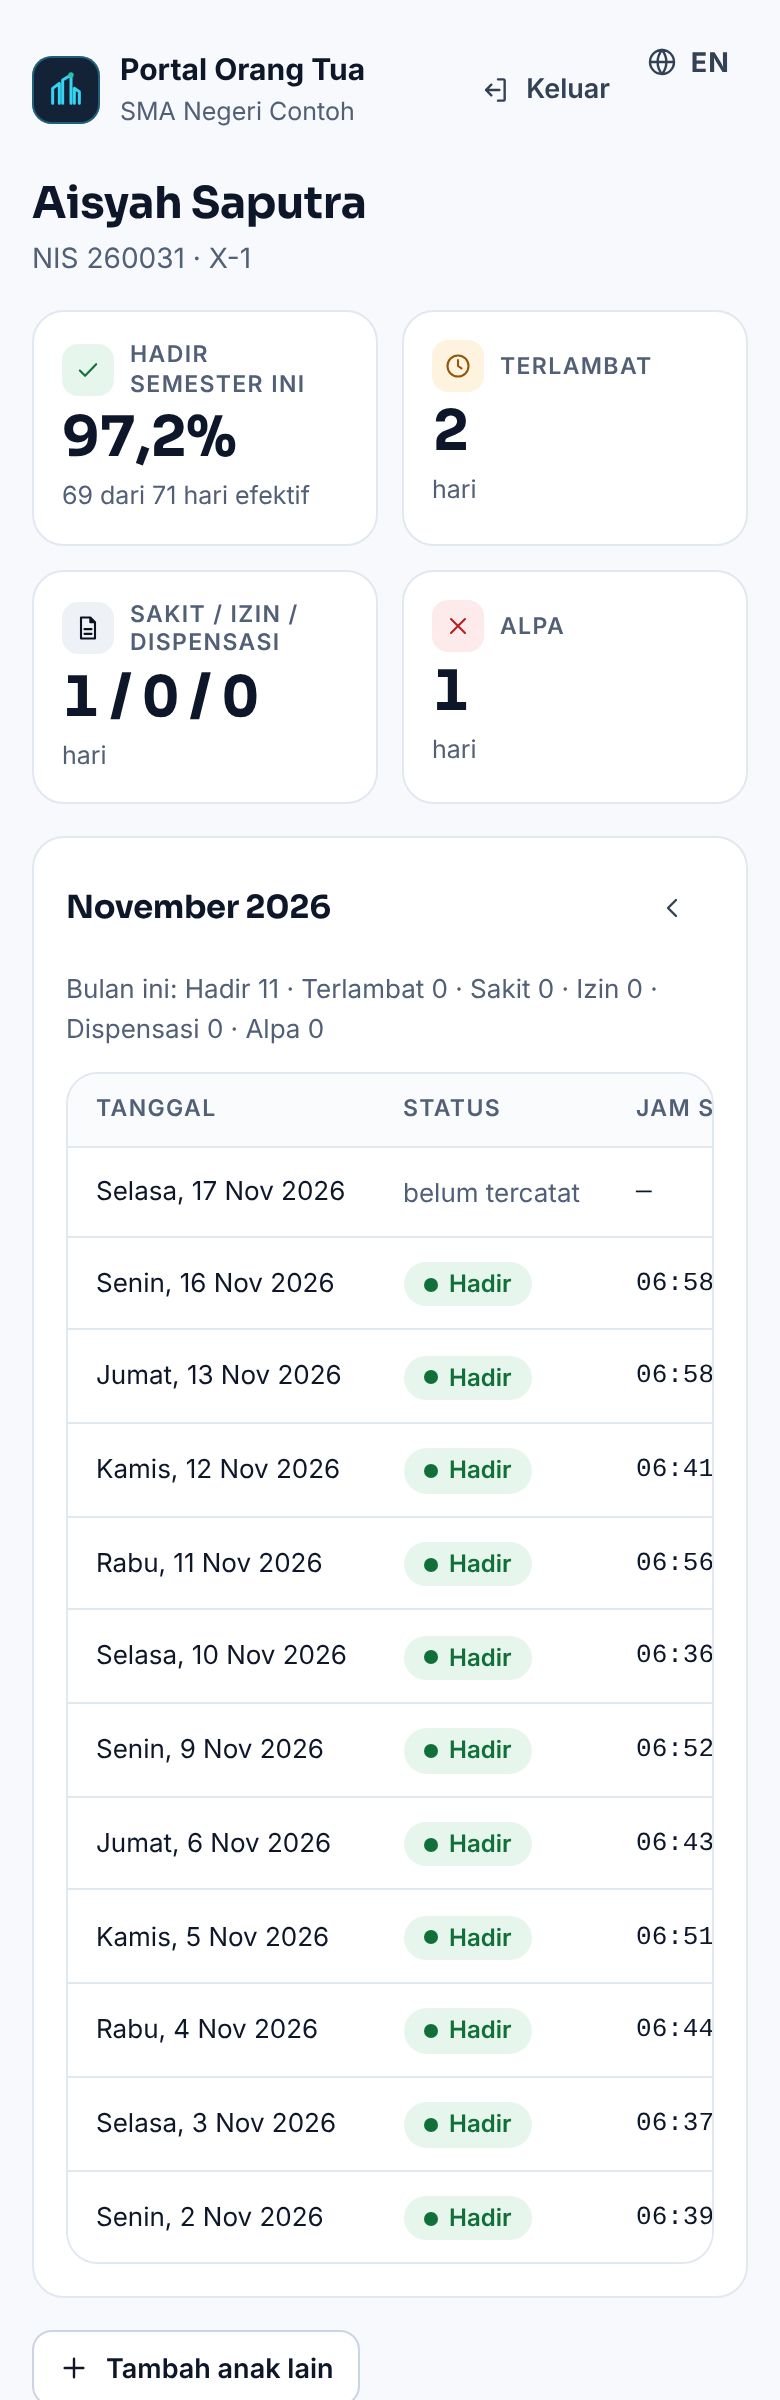 Portal Orang Tua
SMA Negeri Contoh
Keluar
EN
Aisyah Saputra
NIS 260031 · X-1
HADIR
SEMESTER INI
97,2%
69 dari 71 hari efektif
TERLAMBAT
2
hari
SAKIT / IZIN /
DISPENSASI
1 / 0 / 0
hari
ALPA
1
hari
November 2026
Bulan ini: Hadir 11 · Terlambat 0 · Sakit 0 · Izin 0 ·
Dispensasi 0 · Alpa 0
TANGGAL STATUS JAM S
Selasa, 17 Nov 2026 belum tercatat –
Senin, 16 Nov 2026 Hadir 06:58
Jumat, 13 Nov 2026 Hadir 06:58
Kamis, 12 Nov 2026 Hadir 06:41
Rabu, 11 Nov 2026 Hadir 06:56
Selasa, 10 Nov 2026 Hadir 06:36
Senin, 9 Nov 2026 Hadir 06:52
Jumat, 6 Nov 2026 Hadir 06:43
Kamis, 5 Nov 2026 Hadir 06:51
Rabu, 4 Nov 2026 Hadir 06:44
Selasa, 3 Nov 2026 Hadir 06:37
Senin, 2 Nov 2026 Hadir 06:39
Tambah anak lain